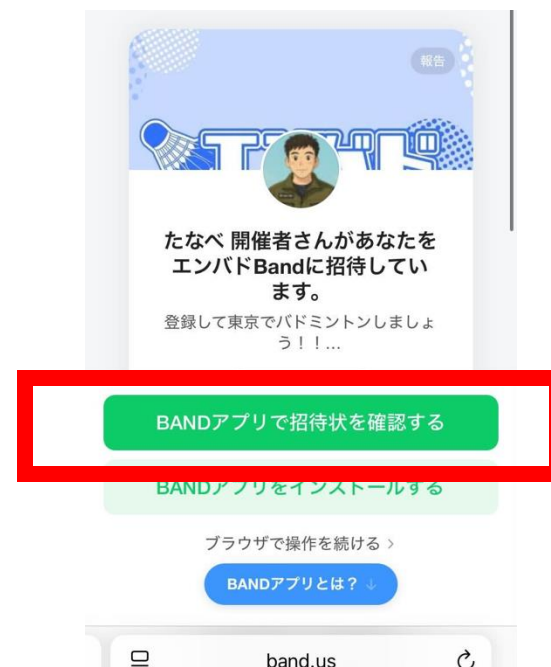 報告
エンバド
たなべ 開催者さんがあなたを
エンバドBandに招待してい
ます。
登録して東京でバドミントンしましょ
う！！...
BANDアプリで招待状を確認する
BANDアプリをインストールする
ブラウザで操作を続ける >
BANDアプリとは？ ↓
band.us